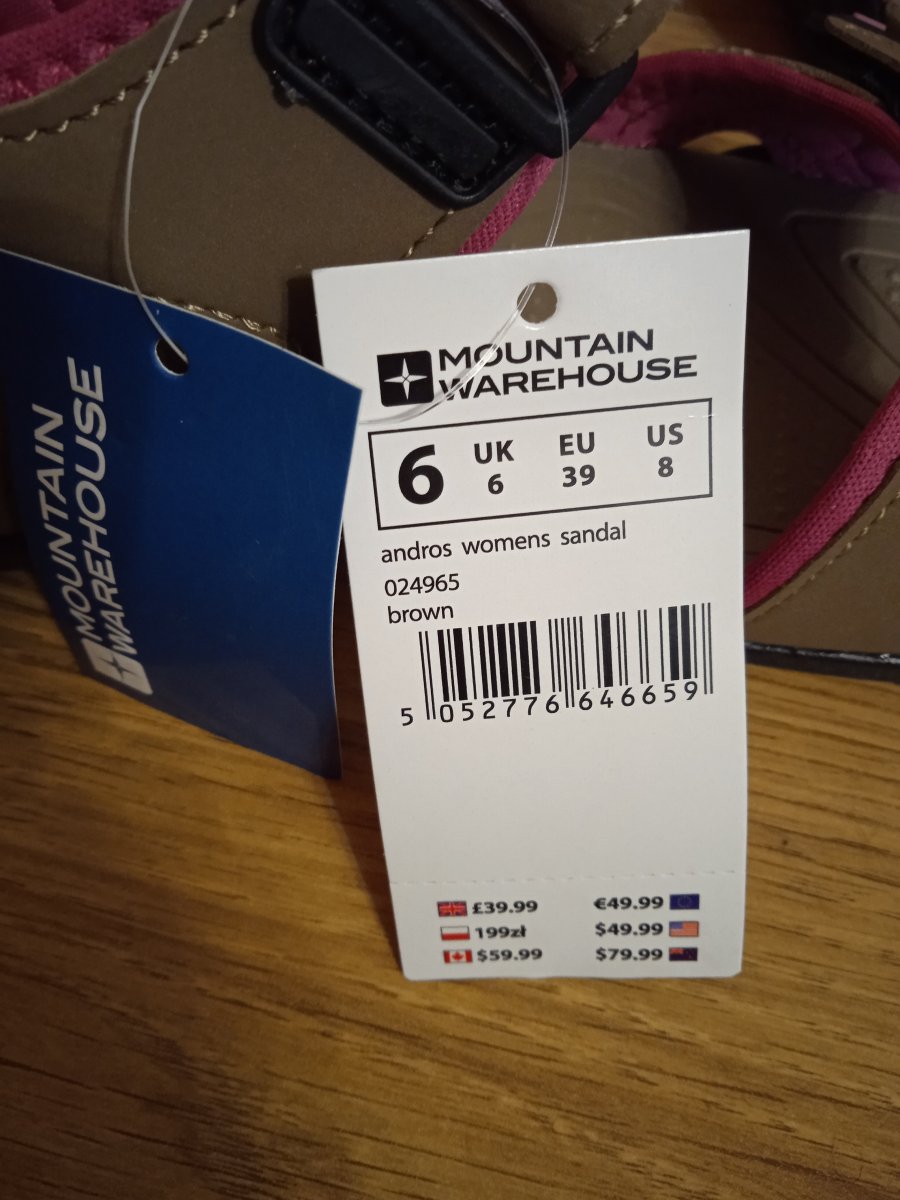 MOUNTAIN
WAREHOUSE
MOUNTAIN
WAREHOUSE
6 UK EU US
6 39 8
andros womens sandal
024965
brown
5 052776 646659
£39.99 €49.99
199zł $49.99
$59.99 $79.99